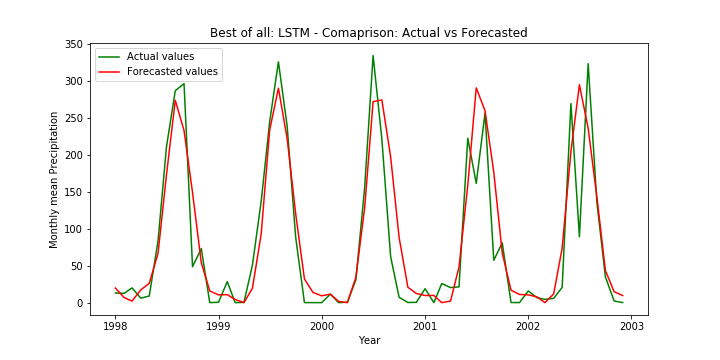 Best of all: LSTM - Comaprison: Actual vs Forecasted
Actual values
Forecasted values
Monthly mean Precipitation
350
300
250
200
150
100
50
0
1998
1999
2000
2001
2002
2003
Year